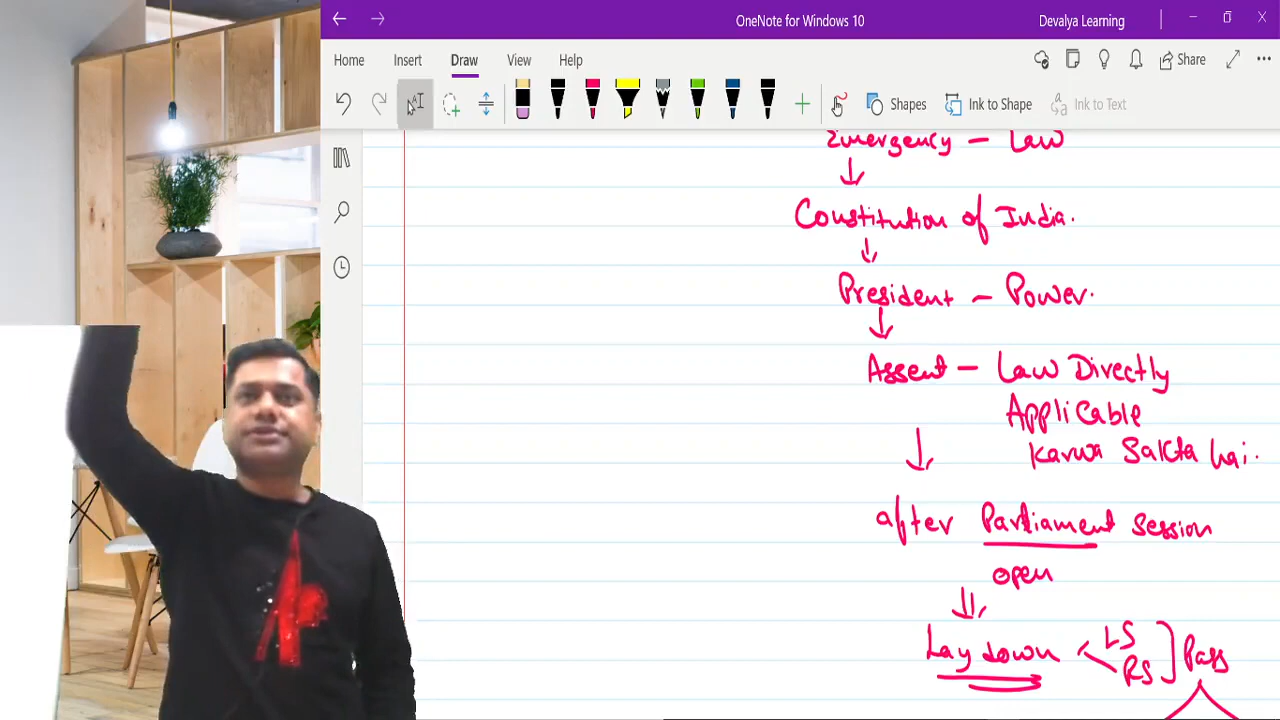 OneNote for Windows 10
Devalya Learning
Home Insert Draw View Help
Share
Shapes
Ink to Shape
Ink to Text
Emergency – Law
Constitution of India.
President – Power.
Assent – Law Directly
Applicable
Karwa Sakta hai.
after Parliament session
open
Lay down LS
RS
Pass